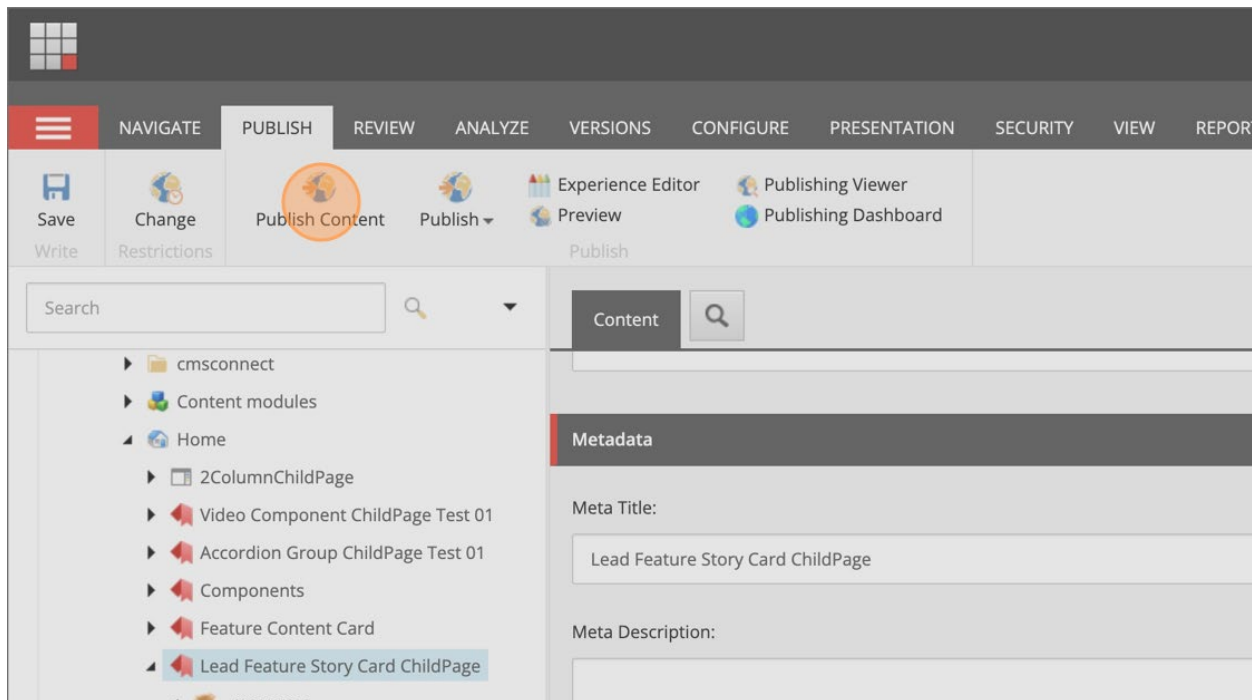 NAVIGATE PUBLISH REVIEW ANALYZE VERSIONS CONFIGURE PRESENTATION SECURITY VIEW REPOR
Save Change Publish Content Publish Experience Editor Publishing Viewer
Preview Publishing Dashboard
Write Restrictions Publish
Search
Content
cmsconnect
Content modules
Home
Metadata
2ColumnChildPage
Meta Title:
Video Component ChildPage Test 01
Accordion Group ChildPage Test 01
Lead Feature Story Card ChildPage
Components
Feature Content Card
Meta Description:
Lead Feature Story Card ChildPage